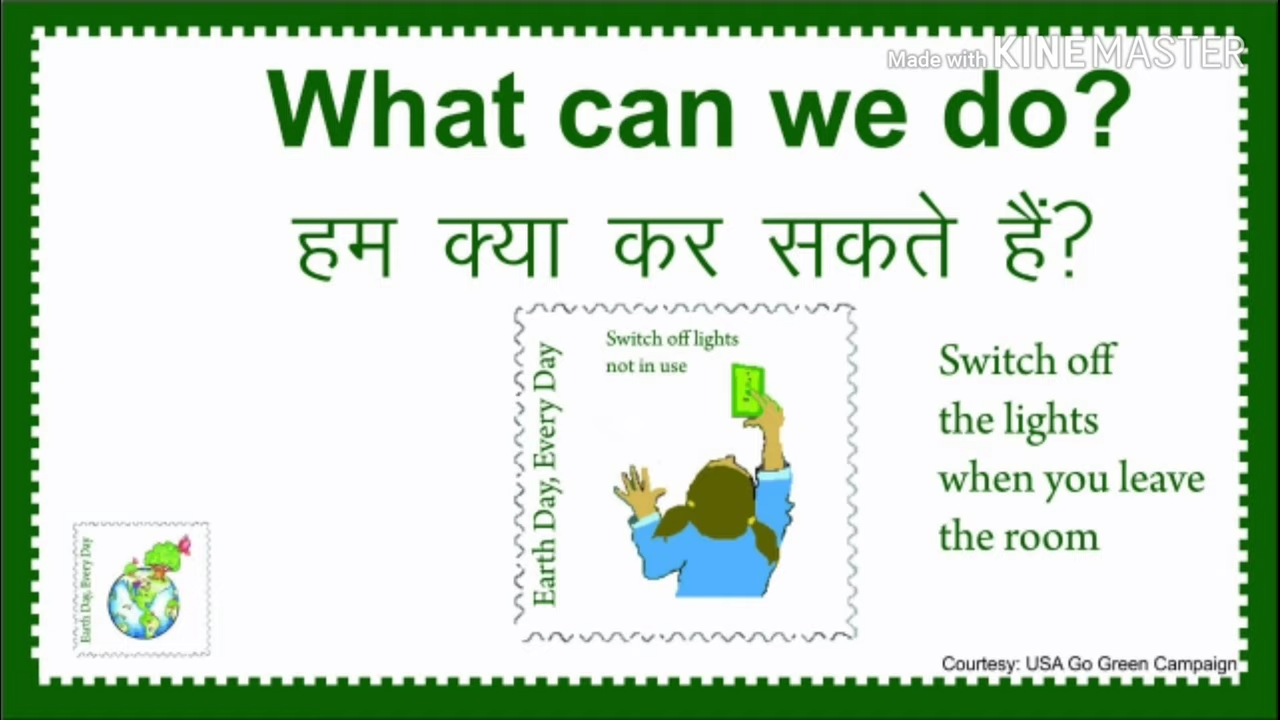 Made with KINEMASTER
What can we do?
हम क्या कर सकते हैं?
Switch off lights
not in use
Earth Day, Every Day
Switch off
the lights
when you leave
the room
Earth Day, Every Day
Courtesy: USA Go Green Campaign